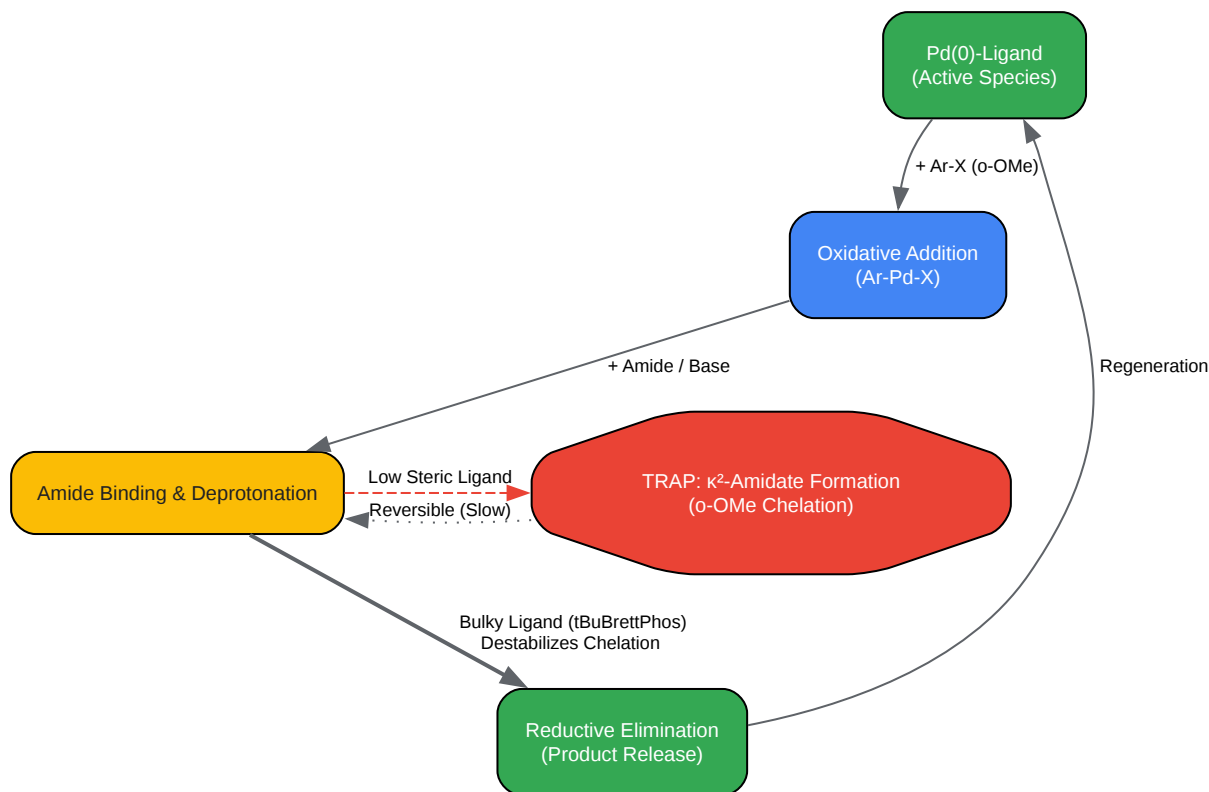 Pd(0)-Ligand
(Active Species)
+ Ar-X (o-OMe)
Oxidative Addition
(Ar-Pd-X)
+ Amide / Base
Regeneration
Amide Binding & Deprotonation
Low Steric Ligand
Reversible (Slow)
TRAP: κ²-Amidate Formation
(o-OMe Chelation)
Bulky Ligand (tBuBrettPhos)
Destabilizes Chelation
Reductive Elimination
(Product Release)